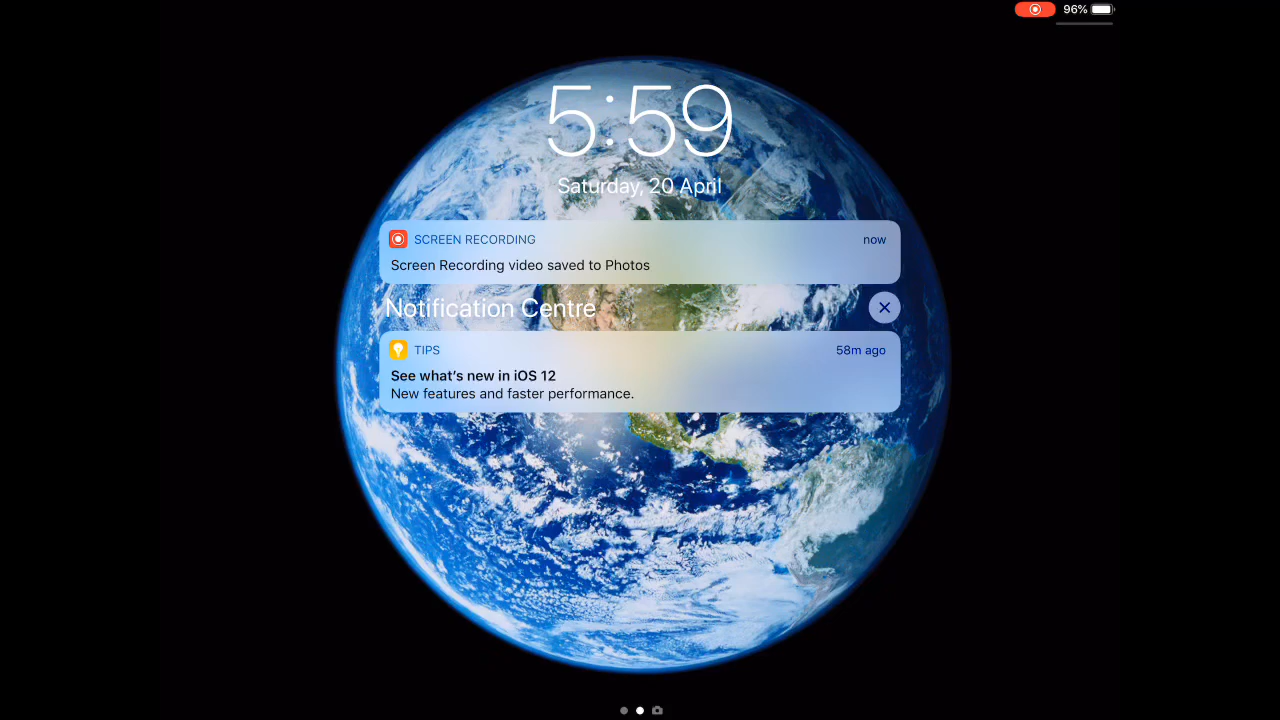 96%
5:59
Saturday, 20 April
SCREEN RECORDING now
Screen Recording video saved to Photos
Notification Centre
TIPS 58m ago
See what's new in iOS 12
New features and faster performance.